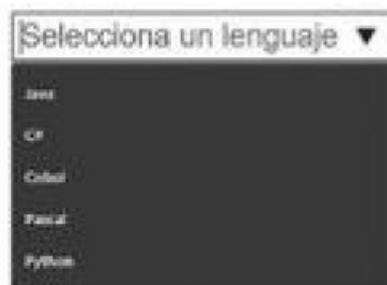 Selecciona un lenguaje ▼
Java
C#
Cobol
Pascal
Python